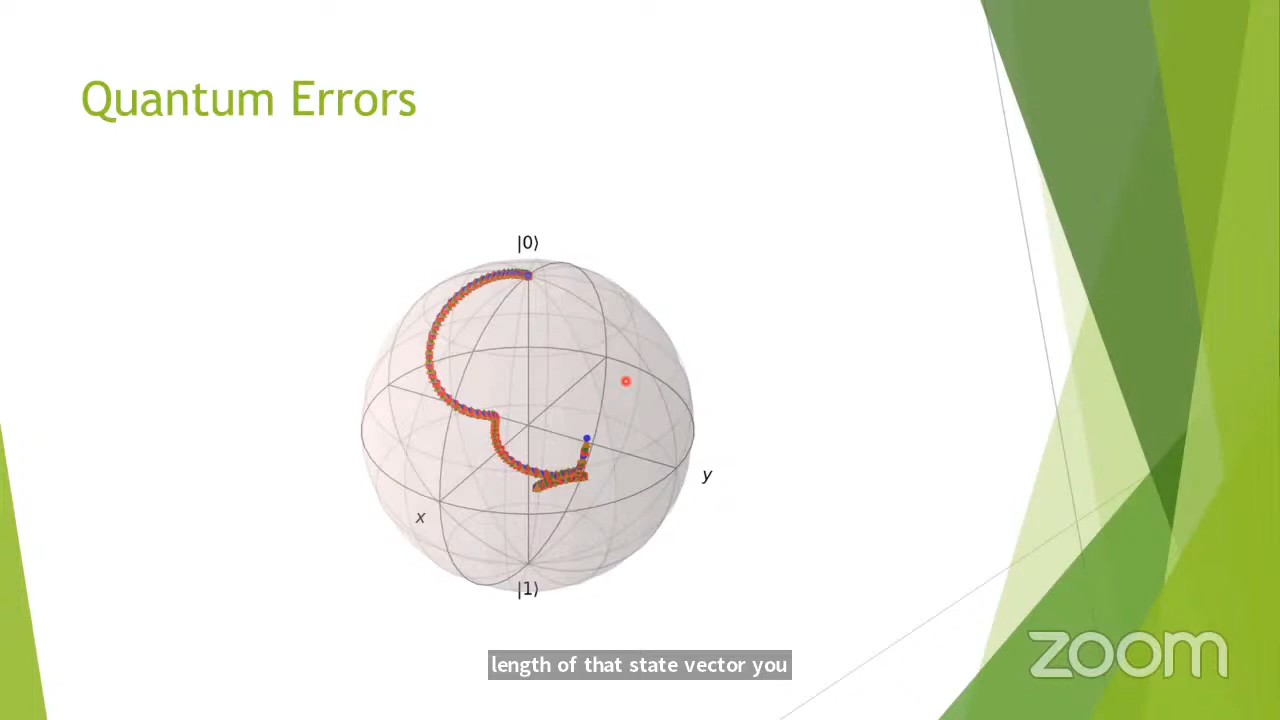 Quantum Errors
|0⟩
y
x
|1⟩
length of that state vector you
zoom